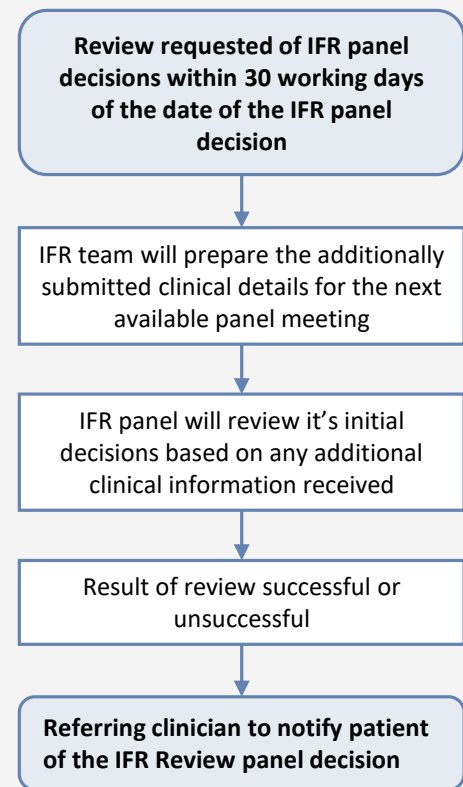 Review requested of IFR panel
decisions within 30 working days
of the date of the IFR panel
decision
IFR team will prepare the additionally
submitted clinical details for the next
available panel meeting
IFR panel will review it’s initial
decisions based on any additional
clinical information received
Result of review successful or
unsuccessful
Referring clinician to notify patient
of the IFR Review panel decision